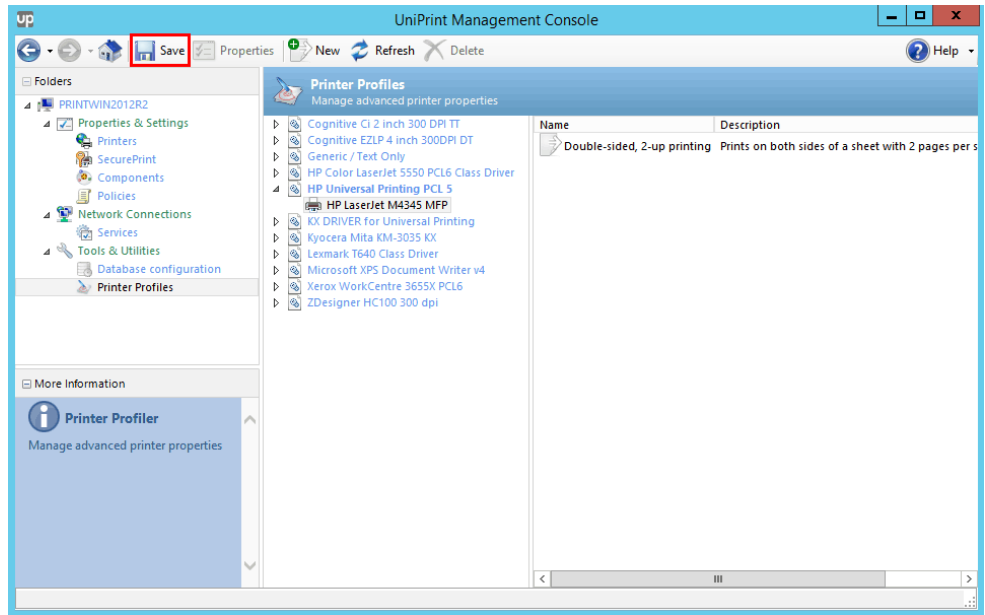 up
UniPrint Management Console
Save Properties New Refresh Delete Help
Folders
PRINTWIN2012R2
Properties & Settings
Printers
SecurePrint
Components
Policies
Network Connections
Services
Tools & Utilities
Database configuration
Printer Profiles
More Information
Printer Profiler
Manage advanced printer properties
Printer Profiles
Manage advanced printer properties
Cognitive Ci 2 inch 300 DPI TT
Cognitive EZLP 4 inch 300DPI DT
Generic / Text Only
HP Color LaserJet 5550 PCL6 Class Driver
HP Universal Printing PCL 5
HP LaserJet M4345 MFP
KX DRIVER for Universal Printing
Kyocera Mita KM-3035 KX
Lexmark T640 Class Driver
Microsoft XPS Document Writer v4
Xerox WorkCentre 3655X PCL6
ZDesigner HC100 300 dpi
Name Description
Double-sided, 2-up printing Prints on both sides of a sheet with 2 pages per s